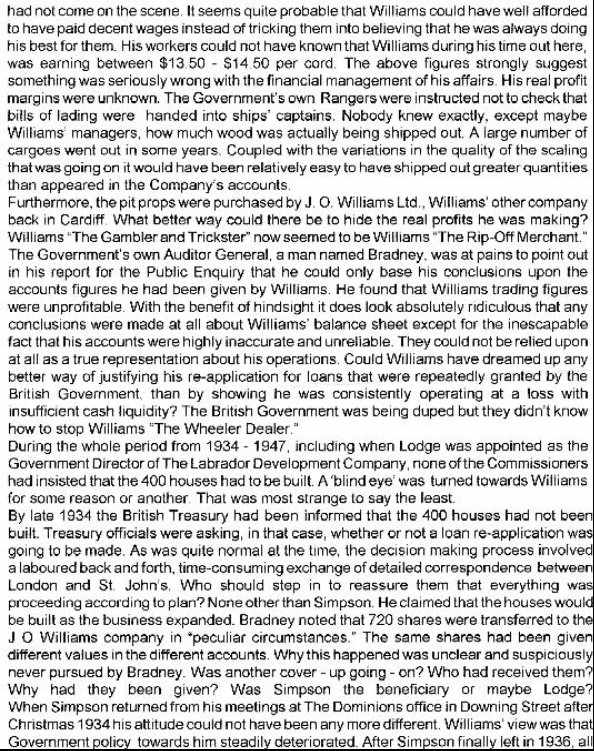 had not come on the scene. It seems quite probable that Williams could have well afforded
to have paid decent wages instead of tricking them into believing that he was always doing
his best for them. His workers could not have known that Williams during his time out here,
was earning between $13.50 - $14.50 per cord. The above figures strongly suggest
something was seriously wrong with the financial management of his affairs. His real profit
margins were unknown. The Government's own Rangers were instructed not to check that
bills of lading were handed into ships' captains. Nobody knew exactly, except maybe
Williams' managers, how much wood was actually being shipped out. A large number of
cargoes went out in some years. Coupled with the variations in the quality of the scaling
that was going on it would have been relatively easy to have shipped out greater quantities
than appeared in the Company's accounts.
Furthermore, the pit props were purchased by J. O. Williams Ltd., Williams' other company
back in Cardiff. What better way could there be to hide the real profits he was making?
Williams "The Gambler and Trickster" now seemed to be Williams "The Rip-Off Merchant."
The Government's own Auditor General, a man named Bradney, was at pains to point out
in his report for the Public Enquiry that he could only base his conclusions upon the
accounts figures he had been given by Williams. He found that Williams trading figures
were unprofitable. With the benefit of hindsight it does look absolutely ridiculous that any
conclusions were made at all about Williams' balance sheet except for the inescapable
fact that his accounts were highly inaccurate and unreliable. They could not be relied upon
at all as a true representation about his operations. Could Williams have dreamed up any
better way of justifying his re-application for loans that were repeatedly granted by the
British Government, than by showing he was consistently operating at a loss with
insufficient cash liquidity? The British Government was being duped but they didn't know
how to stop Williams "The Wheeler Dealer."
During the whole period from 1934 - 1947, including when Lodge was appointed as the
Government Director of The Labrador Development Company, none of the Commissioners
had insisted that the 400 houses had to be built. A 'blind eye' was turned towards Williams
for some reason or another. That was most strange to say the least.
By late 1934 the British Treasury had been informed that the 400 houses had not been
built. Treasury officials were asking, in that case, whether or not a loan re-application was
going to be made. As was quite normal at the time, the decision making process involved
a laboured back and forth, time-consuming exchange of detailed correspondence between
London and St. John's. Who should step in to reassure them that everything was
proceeding according to plan? None other than Simpson. He claimed that the houses would
be built as the business expanded. Bradney noted that 720 shares were transferred to the
J O Williams company in "peculiar circumstances." The same shares had been given
different values in the different accounts. Why this happened was unclear and suspiciously
never pursued by Bradney. Was another cover - up going - on? Who had received them?
Why had they been given? Was Simpson the beneficiary or maybe Lodge?
When Simpson returned from his meetings at The Dominions office in Downing Street after
Christmas 1934 his attitude could not have been any more different. Williams' view was that
Government policy towards him steadily deteriorated. After Simpson finally left in 1936, all